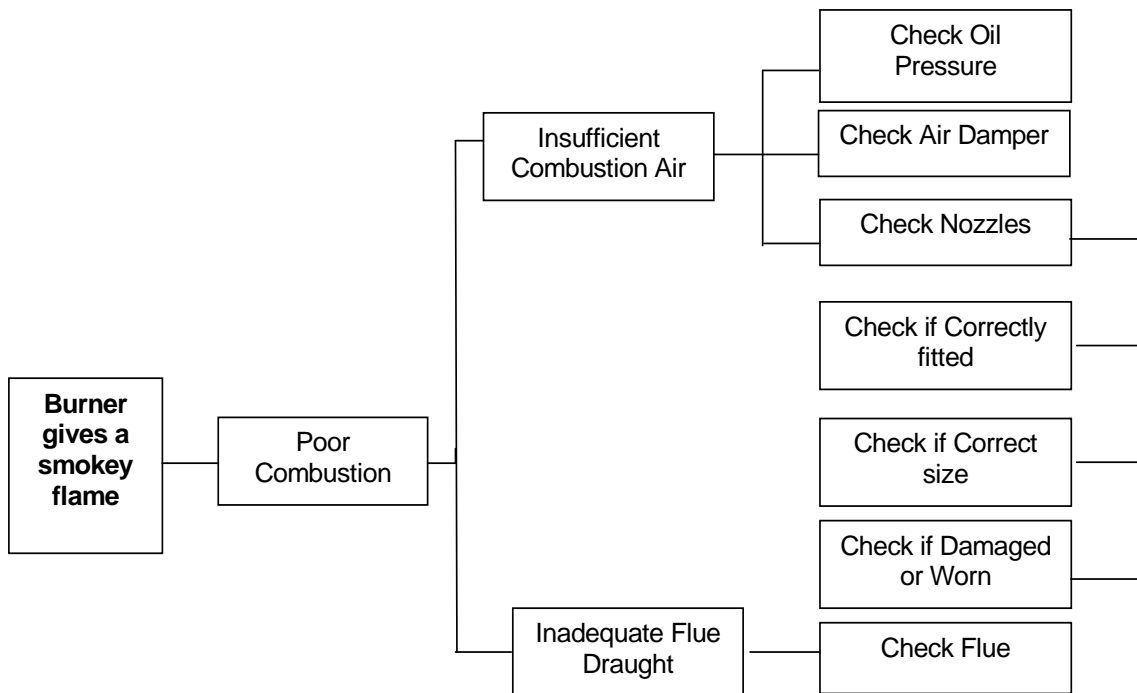 Burner
gives a
smokey
flame
Poor
Combustion
Insufficient
Combustion Air
Check Oil
Pressure
Check Air Damper
Check Nozzles
Check if Correctly
fitted
Check if Correct
size
Check if Damaged
or Worn
Inadequate Flue
Draught
Check Flue